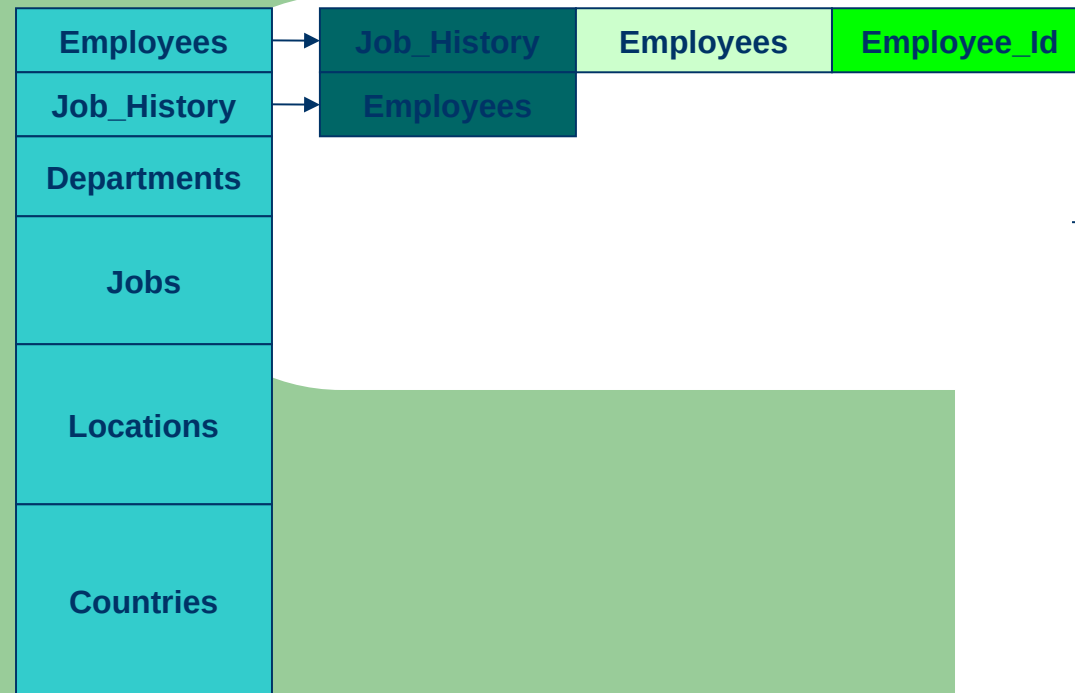 Employees Job_History Employees Employee_Id
Job_History Employees
Departments
Jobs
Locations
Countries